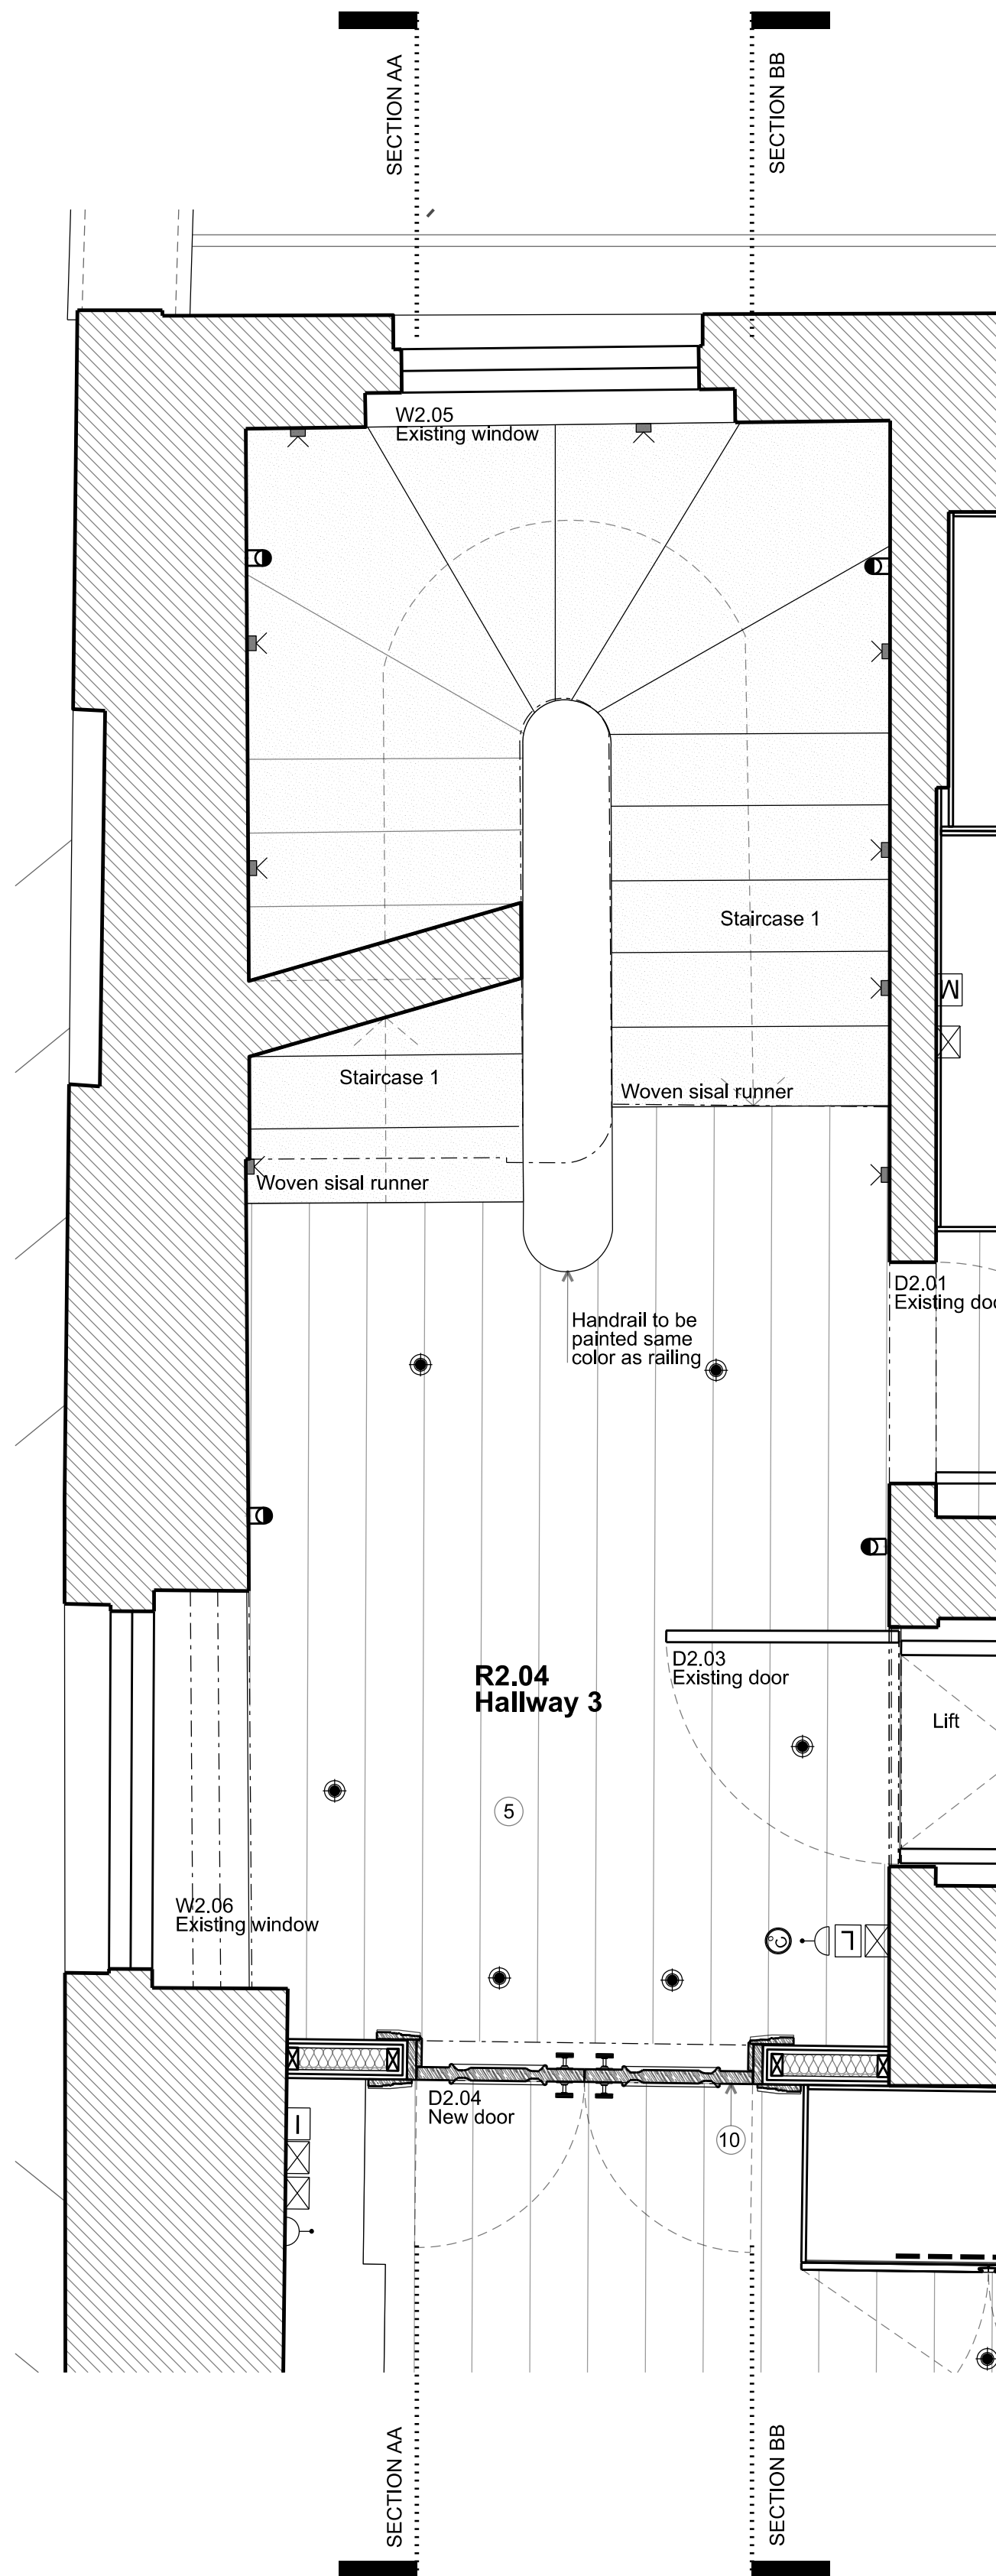 SECTION AA
SECTION BB
W2.05
Existing window
Staircase 1
M
Staircase 1
Woven sisal runner
Woven sisal runner
D2.01
Existing doo
Handrail to be
painted same
color as railing
D2.03
Existing door
R2.04
Hallway 3
Lift
5
W2.06
Existing window
°C
L
D2.04
New door
I
10
SECTION AA
SECTION BB